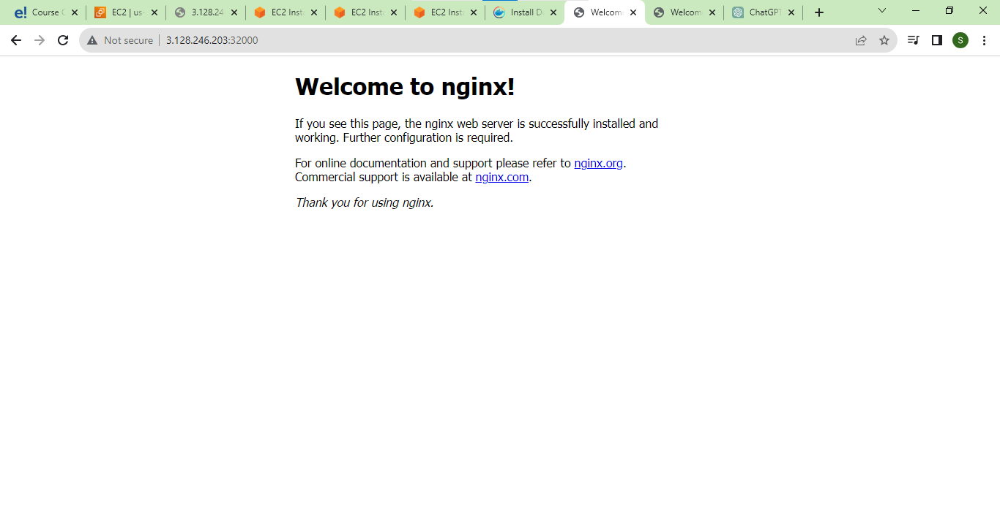 e! Course
EC2 | us-
3.128.24
EC2 Inst
EC2 Inst
EC2 Inst
Install D
Welcome
Welcom
ChatGPT
Not secure
3.128.246.203:32000
S
Welcome to nginx!
If you see this page, the nginx web server is successfully installed and
working. Further configuration is required.
For online documentation and support please refer to nginx.org.
Commercial support is available at nginx.com.
Thank you for using nginx.